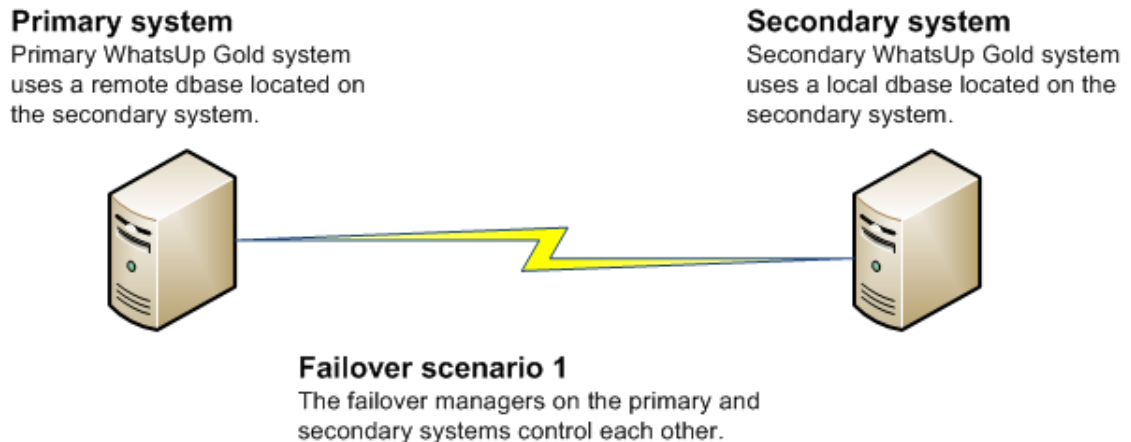 Primary system
Primary WhatsUp Gold system
uses a remote dbase located on
the secondary system.
Secondary system
Secondary WhatsUp Gold system
uses a local dbase located on the
secondary system.
Failover scenario 1
The failover managers on the primary and
secondary systems control each other.